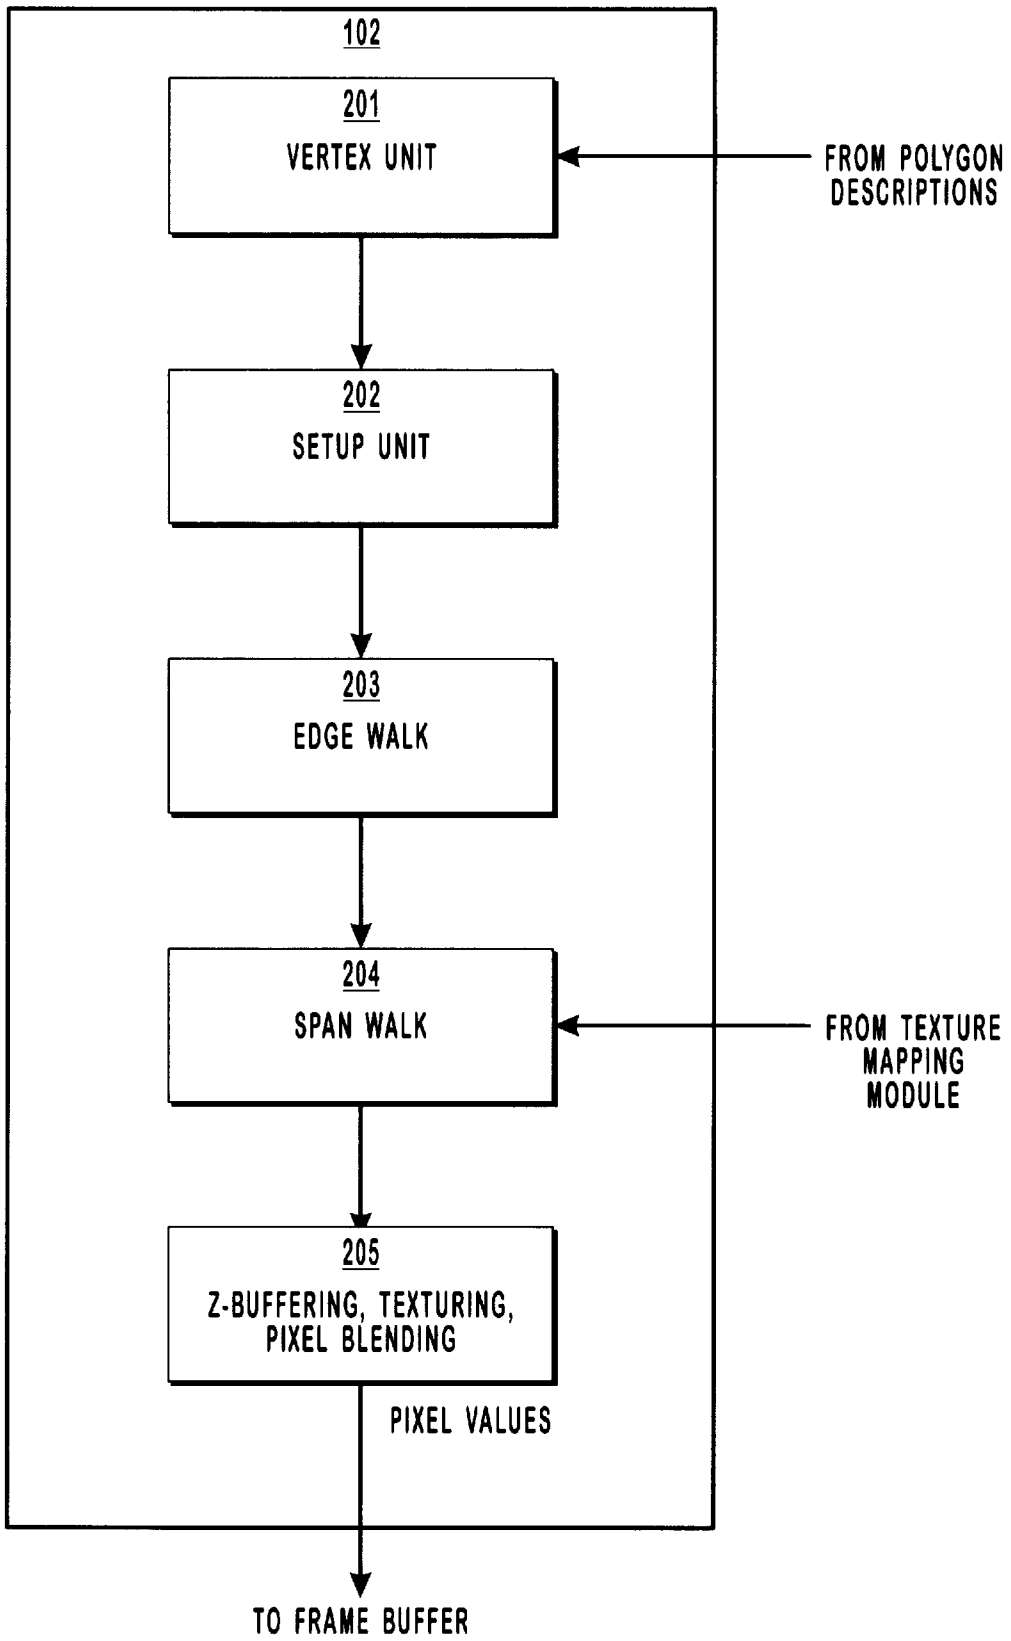 102
201
VERTEX UNIT
FROM POLYGON
DESCRIPTIONS
202
SETUP UNIT
203
EDGE WALK
204
SPAN WALK
FROM TEXTURE
MAPPING
MODULE
205
Z-BUFFERING, TEXTURING,
PIXEL BLENDING
PIXEL VALUES
TO FRAME BUFFER